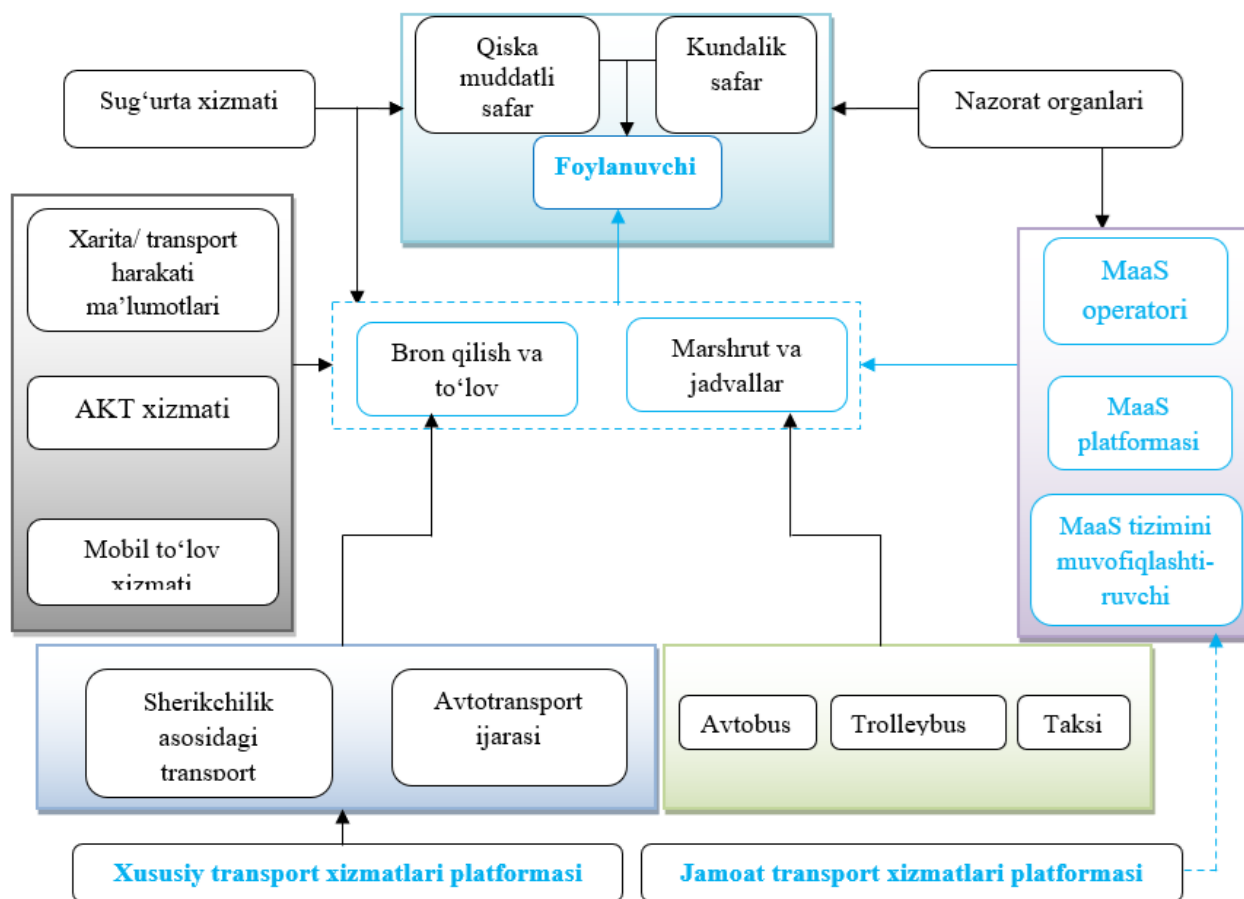 Qiska
muddatli
safar
Kundalik
safar
Sug‘urta xizmati
Nazorat organlari
Foylanuvchi
Xarita/ transport
harakati
ma’lumotlari
AKT xizmati
Mobil to‘lov
xizmati
Bron qilish va
to‘lov
Marshrut va
jadvallar
MaaS
operatori
MaaS
platformasi
MaaS tizimini
muvofiqlashti-
ruvchi
Sherikchilik
asosidagi
transport
Avtotransport
ijarasi
Avtobus
Trolleybus
Taksi
Xususiy transport xizmatlari platformasi
Jamoat transport xizmatlari platformasi